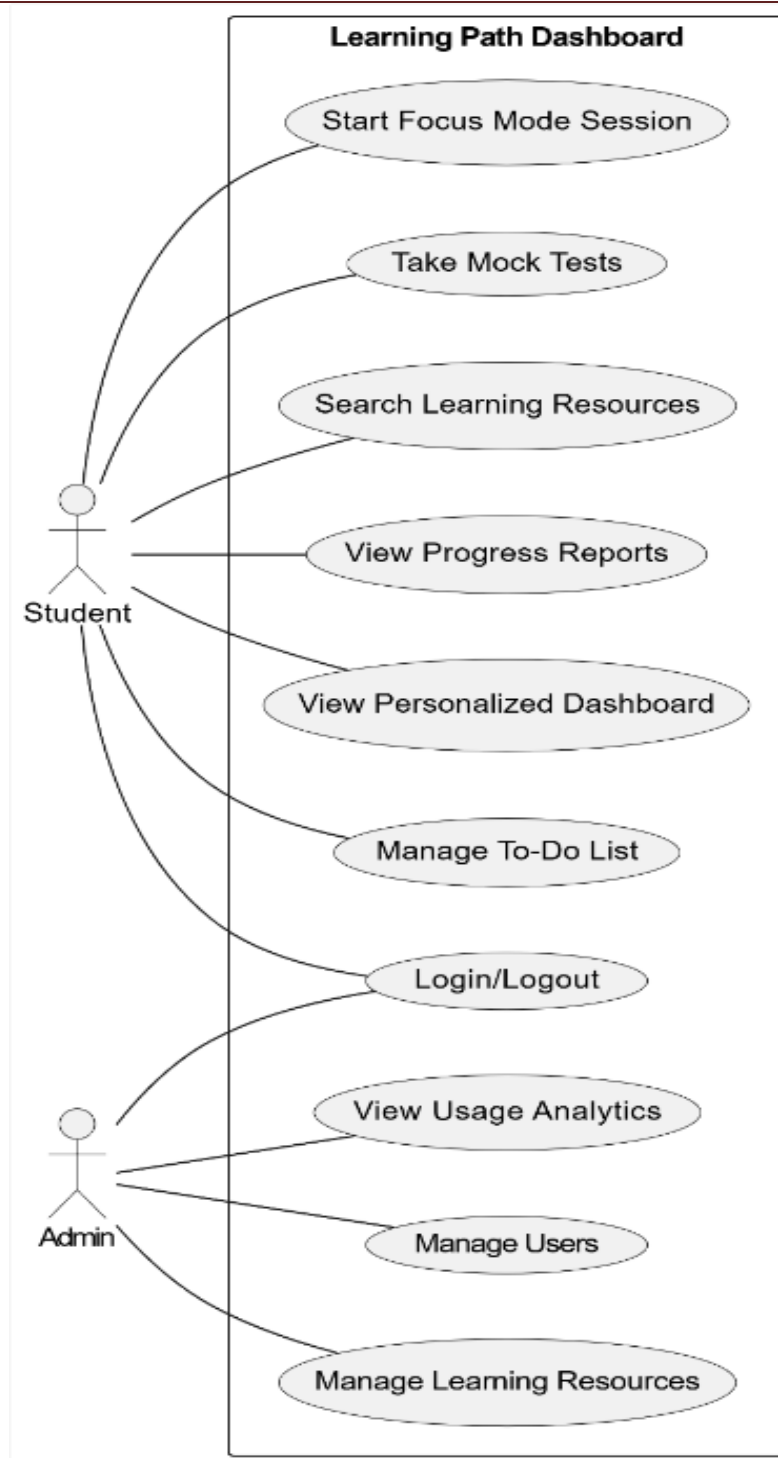 Learning Path Dashboard
Start Focus Mode Session
Take Mock Tests
Search Learning Resources
View Progress Reports
Student
View Personalized Dashboard
Manage To-Do List
Login/Logout
View Usage Analytics
Admin
Manage Users
Manage Learning Resources